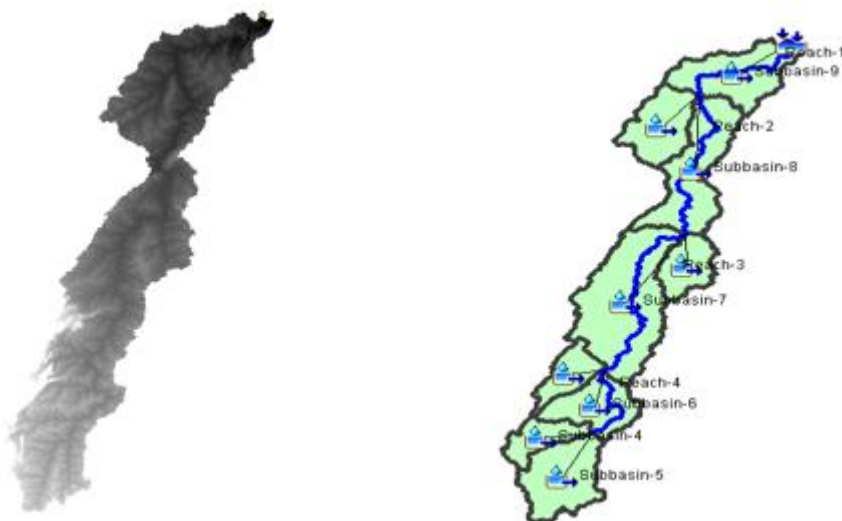 Reach-1
Subbasin-9
Reach-2
Subbasin-8
Reach-3
Subbasin-7
Reach-4
Subbasin-6
Subbasin-4
Subbasin-5